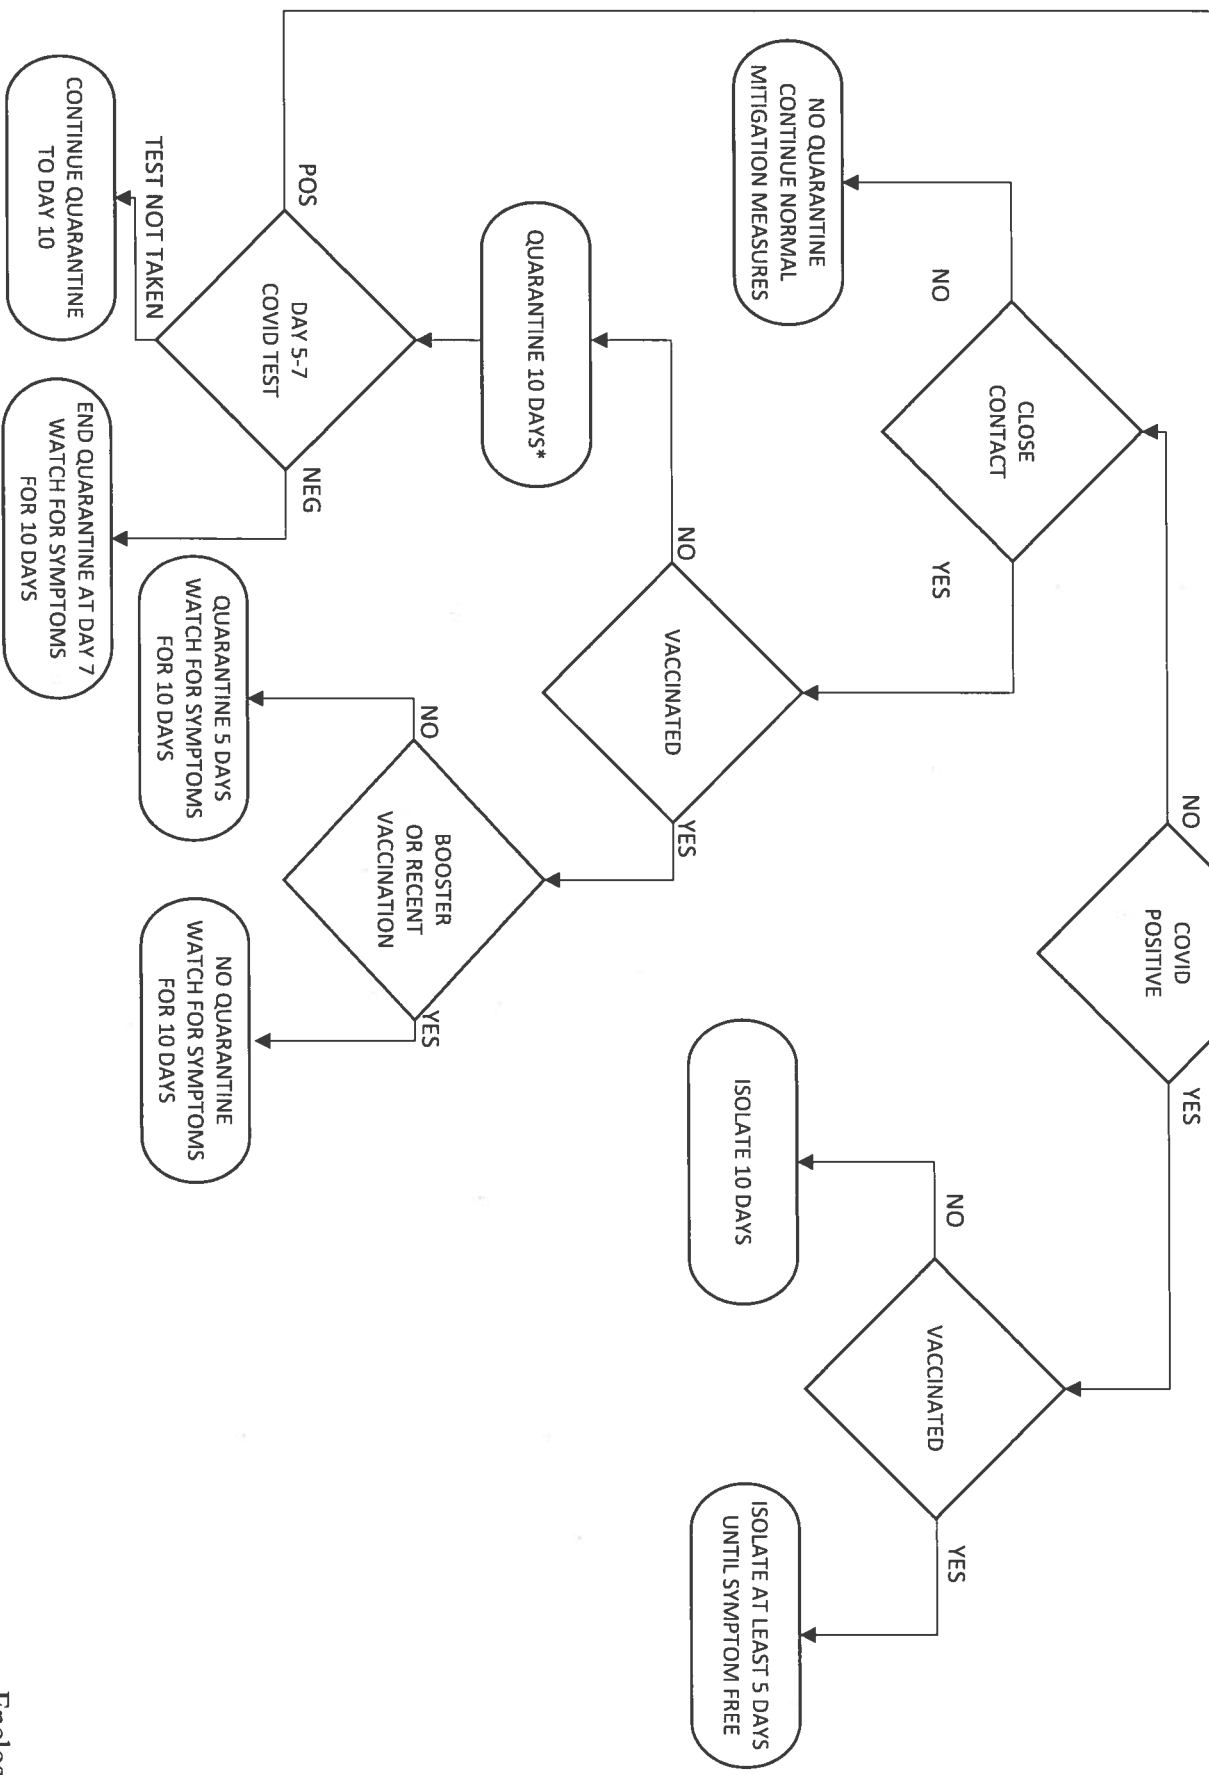 COVID
POSITIVE
NO
YES
CLOSE
CONTACT
NO
YES
NO QUARANTINE
CONTINUE NORMAL
MITIGATION MEASURES
VACCINATED
NO
YES
ISOLATE 10 DAYS
ISOLATE AT LEAST 5 DAYS
UNTIL SYMPTOM FREE
VACCINATED
NO
YES
QUARANTINE 10 DAYS*
BOOSTER
OR RECENT
VACCINATION
NO
YES
DAY 5-7
COVID TEST
POS
NEG
TEST NOT TAKEN
QUARANTINE 5 DAYS
WATCH FOR SYMPTOMS
FOR 10 DAYS
NO QUARANTINE
WATCH FOR SYMPTOMS
FOR 10 DAYS
CONTINUE QUARANTINE
TO DAY 10
END QUARANTINE AT DAY 7
WATCH FOR SYMPTOMS
FOR 10 DAYS